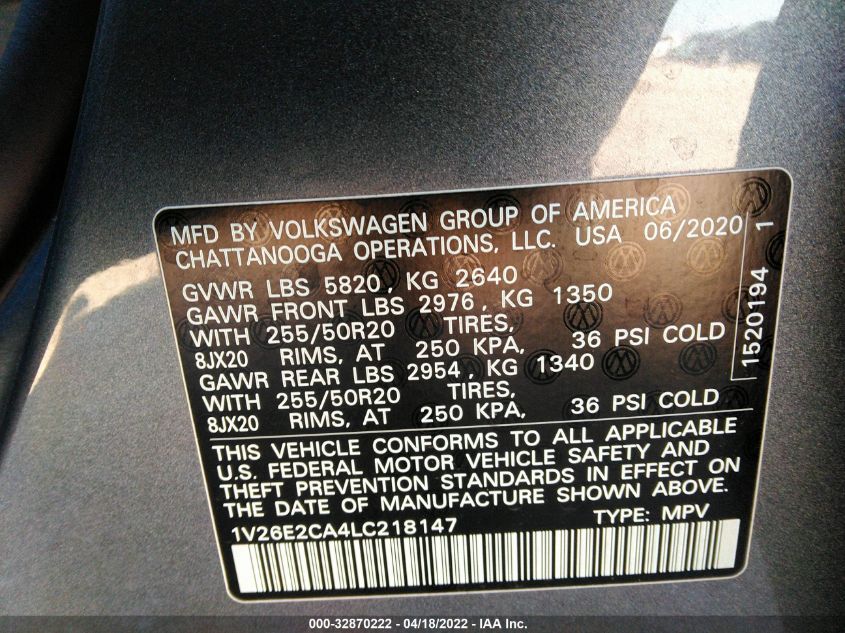 MFD BY VOLKSWAGEN GROUP OF AMERICA
CHATTANOOGA OPERATIONS, LLC. USA 06/2020
GVWR LBS 5820, KG 2640
GAWR FRONT LBS 2976, KG 1350
WITH 255/50R20 TIRES,
8JX20 RIMS, AT 250 KPA, 36 PSI COLD
GAWR REAR LBS 2954, KG 1340
WITH 255/50R20 TIRES,
8JX20 RIMS, AT 250 KPA, 36 PSI COLD
1520194 1
THIS VEHICLE CONFORMS TO ALL APPLICABLE
U.S. FEDERAL MOTOR VEHICLE SAFETY AND
THEFT PREVENTION STANDARDS IN EFFECT ON
THE DATE OF MANUFACTURE SHOWN ABOVE.
1V26E2CA4LC218147 TYPE: MPV
000-32870222 - 04/18/2022 - IAA Inc.